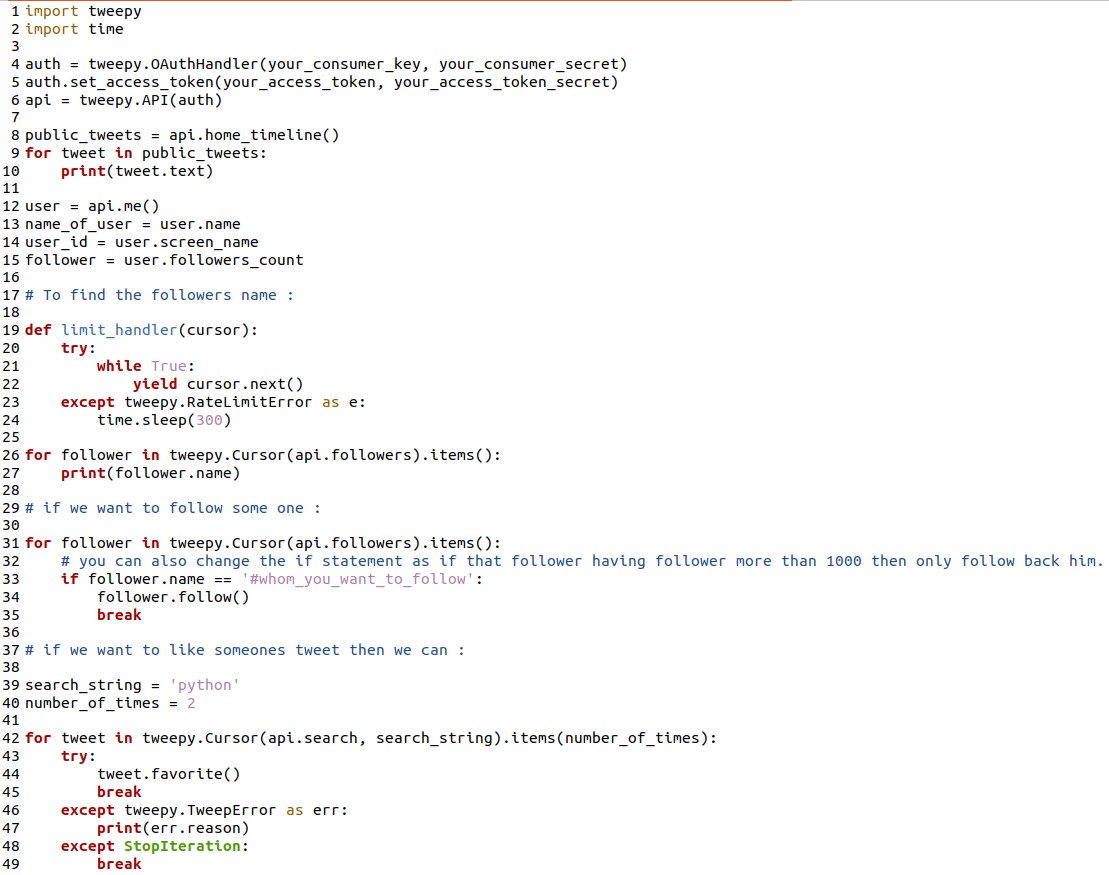 1 import tweepy
2 import time
3
4 auth = tweepy.OAuthHandler(your_consumer_key, your_consumer_secret)
5 auth.set_access_token(your_access_token, your_access_token_secret)
6 api = tweepy.API(auth)
7
8 public_tweets = api.home_timeline()
9 for tweet in public_tweets:
10     print(tweet.text)
11
12 user = api.me()
13 name_of_user = user.name
14 user_id = user.screen_name
15 follower = user.followers_count
16
17 # To find the followers name :
18
19 def limit_handler(cursor):
20     try:
21         while True:
22             yield cursor.next()
23     except tweepy.RateLimitError as e:
24         time.sleep(300)
25
26 for follower in tweepy.Cursor(api.followers).items():
27     print(follower.name)
28
29 # if we want to follow some one :
30
31 for follower in tweepy.Cursor(api.followers).items():
32     # you can also change the if statement as if that follower having follower more than 1000 then only follow back him.
33     if follower.name == '#whom_you_want_to_follow':
34         follower.follow()
35         break
36
37 # if we want to like someones tweet then we can :
38
39 search_string = 'python'
40 number_of_times = 2
41
42 for tweet in tweepy.Cursor(api.search, search_string).items(number_of_times):
43     try:
44         tweet.favorite()
45         break
46     except tweepy.TweepError as err:
47         print(err.reason)
48     except StopIteration:
49         break